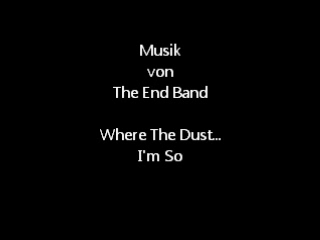 Musik
von
The End Band
Where The Dust...
I'm So